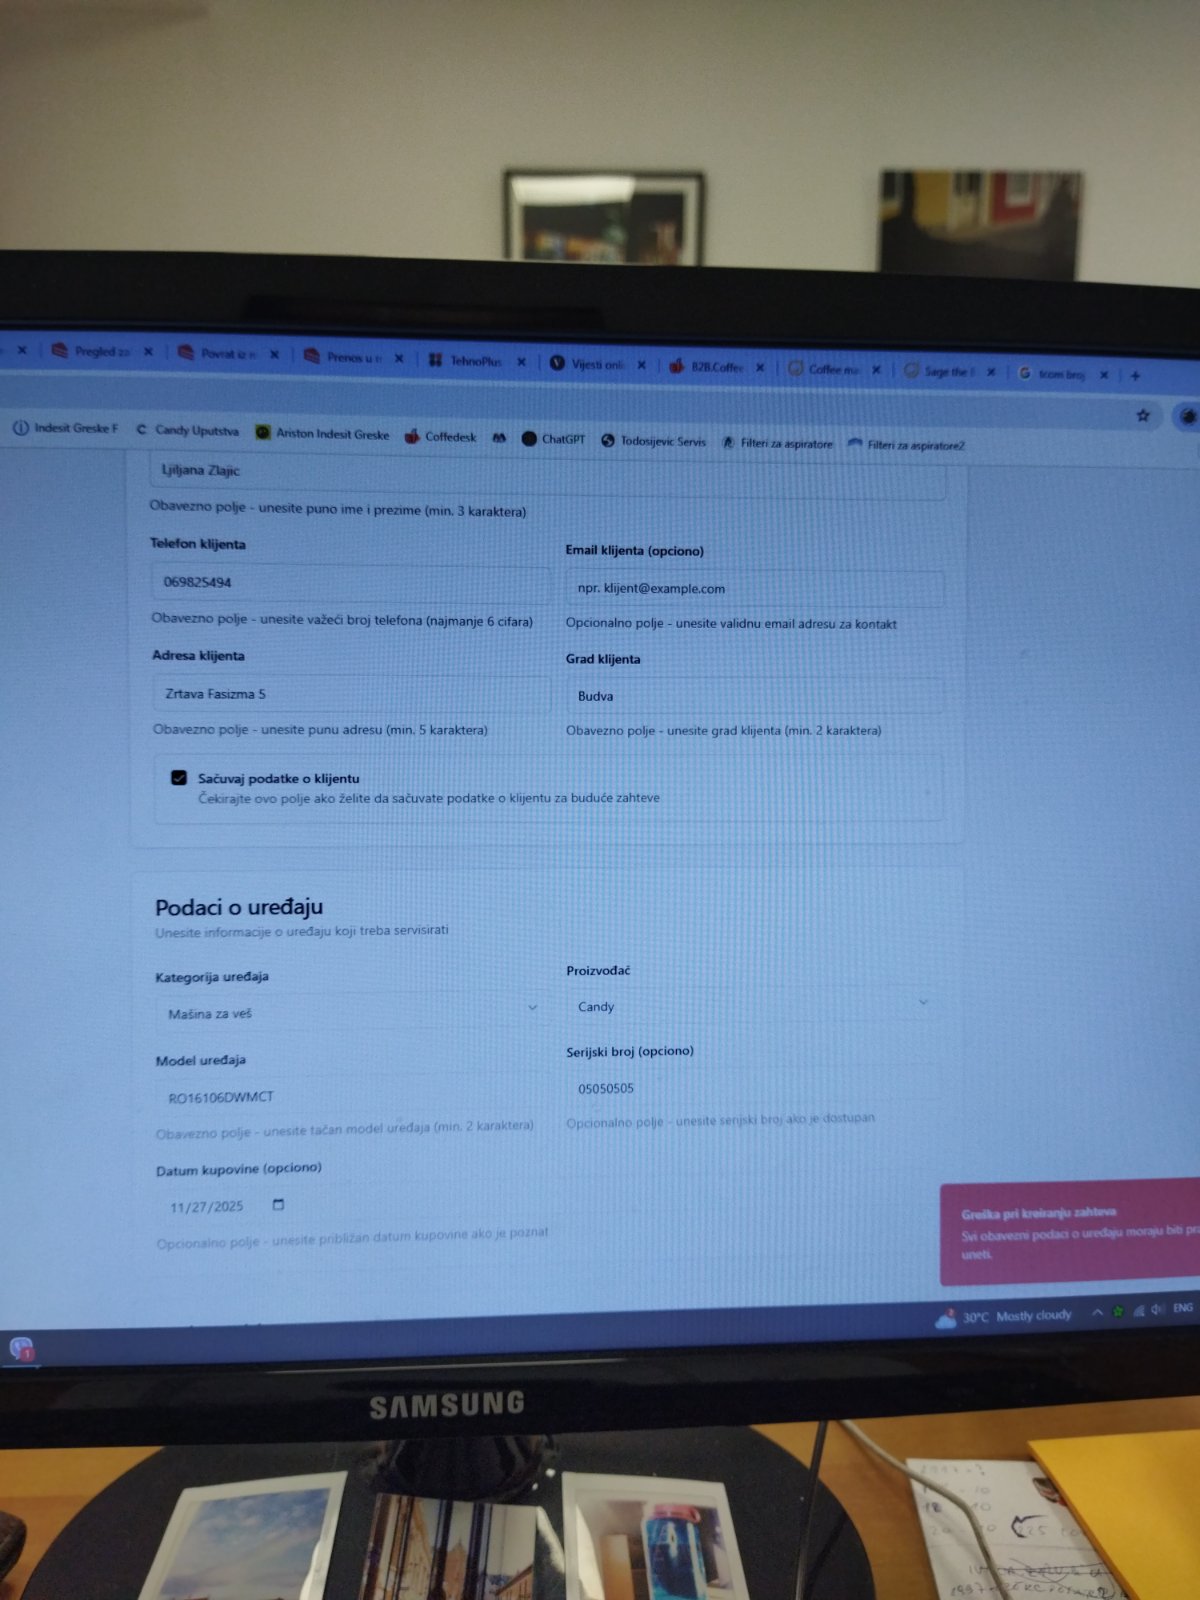 Pregled za
Povrat iz
Prenos u
TehnoPlus
Vijesti onli
B2B.Coffee
Coffee ma
Sage the
tcom broj
Indesit Greske F
Candy Uputstva
Ariston Indesit Greske
Coffedesk
ChatGPT
Todosijevic Servis
Filteri za aspiratore
Filteri za aspiratore2
Ljiljana Zlajic
Obavezno polje - unesite puno ime i prezime (min. 3 karaktera)
Telefon klijenta
Email klijenta (opciono)
069825494
npr. klijent@example.com
Obavezno polje - unesite važeći broj telefona (najmanje 6 cifara)
Opcionalno polje - unesite validnu email adresu za kontakt
Adresa klijenta
Grad klijenta
Zrtava Fasizma 5
Budva
Obavezno polje - unesite punu adresu (min. 5 karaktera)
Obavezno polje - unesite grad klijenta (min. 2 karaktera)
Sačuvaj podatke o klijentu
Čekirajte ovo polje ako želite da sačuvate podatke o klijentu za buduće zahteve
Podaci o uređaju
Unesite informacije o uređaju koji treba servisirati
Kategorija uređaja
Proizvođač
Mašina za veš
Candy
Model uređaja
Serijski broj (opciono)
RO16106DWMCT
05050505
Obavezno polje - unesite tačan model uređaja (min. 2 karaktera)
Opcionalno polje - unesite serijski broj ako je dostupan
Datum kupovine (opciono)
11/27/2025
Opcionalno polje - unesite približan datum kupovine ako je poznat
Greška pri kreiranju zahteva
Svi obavezni podaci o uređaju moraju biti pra
uneti.
1
30°C Mostly cloudy
ENG
SAMSUNG